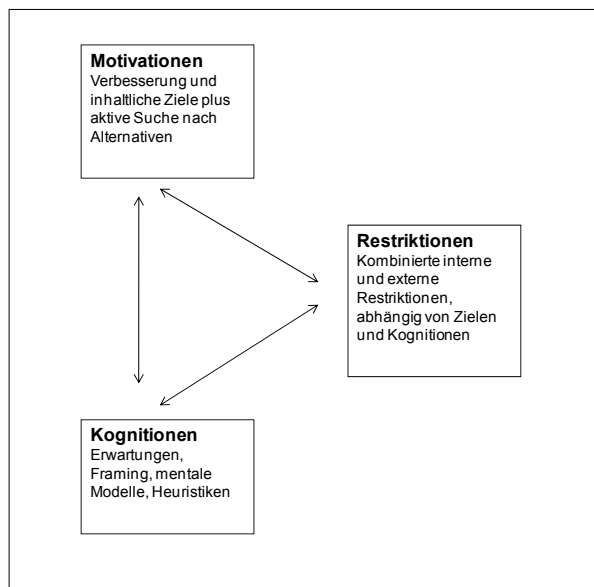 Motivationen
Verbesserung und
inhaltliche Ziele plus
aktive Suche nach
Alternativen
Restriktionen
Kombinierte interne
und externe
Restriktionen,
abhängig von Zielen
und Kognitionen
Kognitionen
Erwartungen,
Framing, mentale
Modelle, Heuristiken